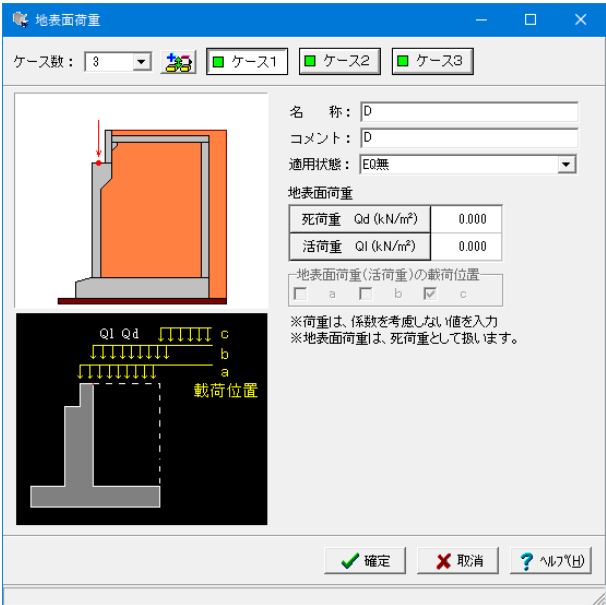 地表面荷重
ケース数： 3 ケース1 ケース2 ケース3
名　称： D
コメント： D
適用状態： EQ無
地表面荷重
死荷重　Qd (kN/m²) 0.000
活荷重　Ql (kN/m²) 0.000
地表面荷重(活荷重)の載荷位置
a b c
※荷重は、係数を考慮しない値を入力
※地表面荷重は、死荷重として扱います。
Ql Qd c
b
a
載荷位置
確定 取消 ? ﾍﾙﾌﾟ(H)